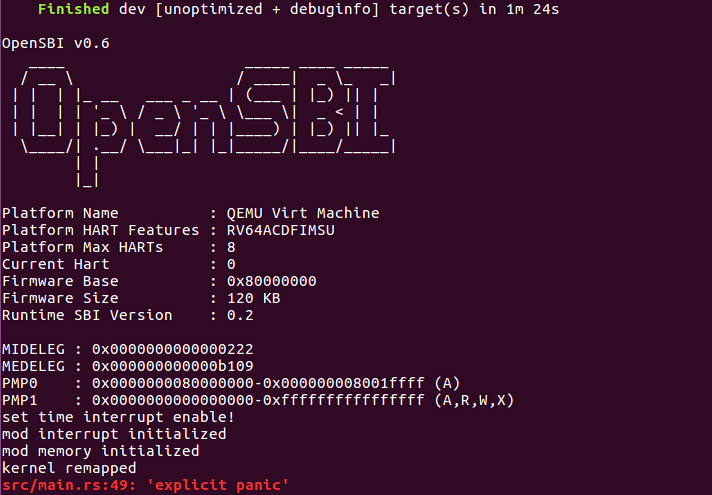 Finished dev [unoptimized + debuginfo] target(s) in 1m 24s
OpenSBI v0.6
OpenSBI
Platform Name          : QEMU Virt Machine
Platform HART Features : RV64ACDFIMSU
Platform Max HARTs     : 8
Current Hart           : 0
Firmware Base          : 0x80000000
Firmware Size          : 120 KB
Runtime SBI Version    : 0.2
MIDELEG : 0x0000000000000222
MEDELEG : 0x000000000000b109
PMP0    : 0x0000000080000000-0x000000008001ffff (A)
PMP1    : 0x0000000000000000-0xffffffffffffffff (A,R,W,X)
set time interrupt enable!
mod interrupt initialized
mod memory initialized
kernel remapped
src/main.rs:49: 'explicit panic'